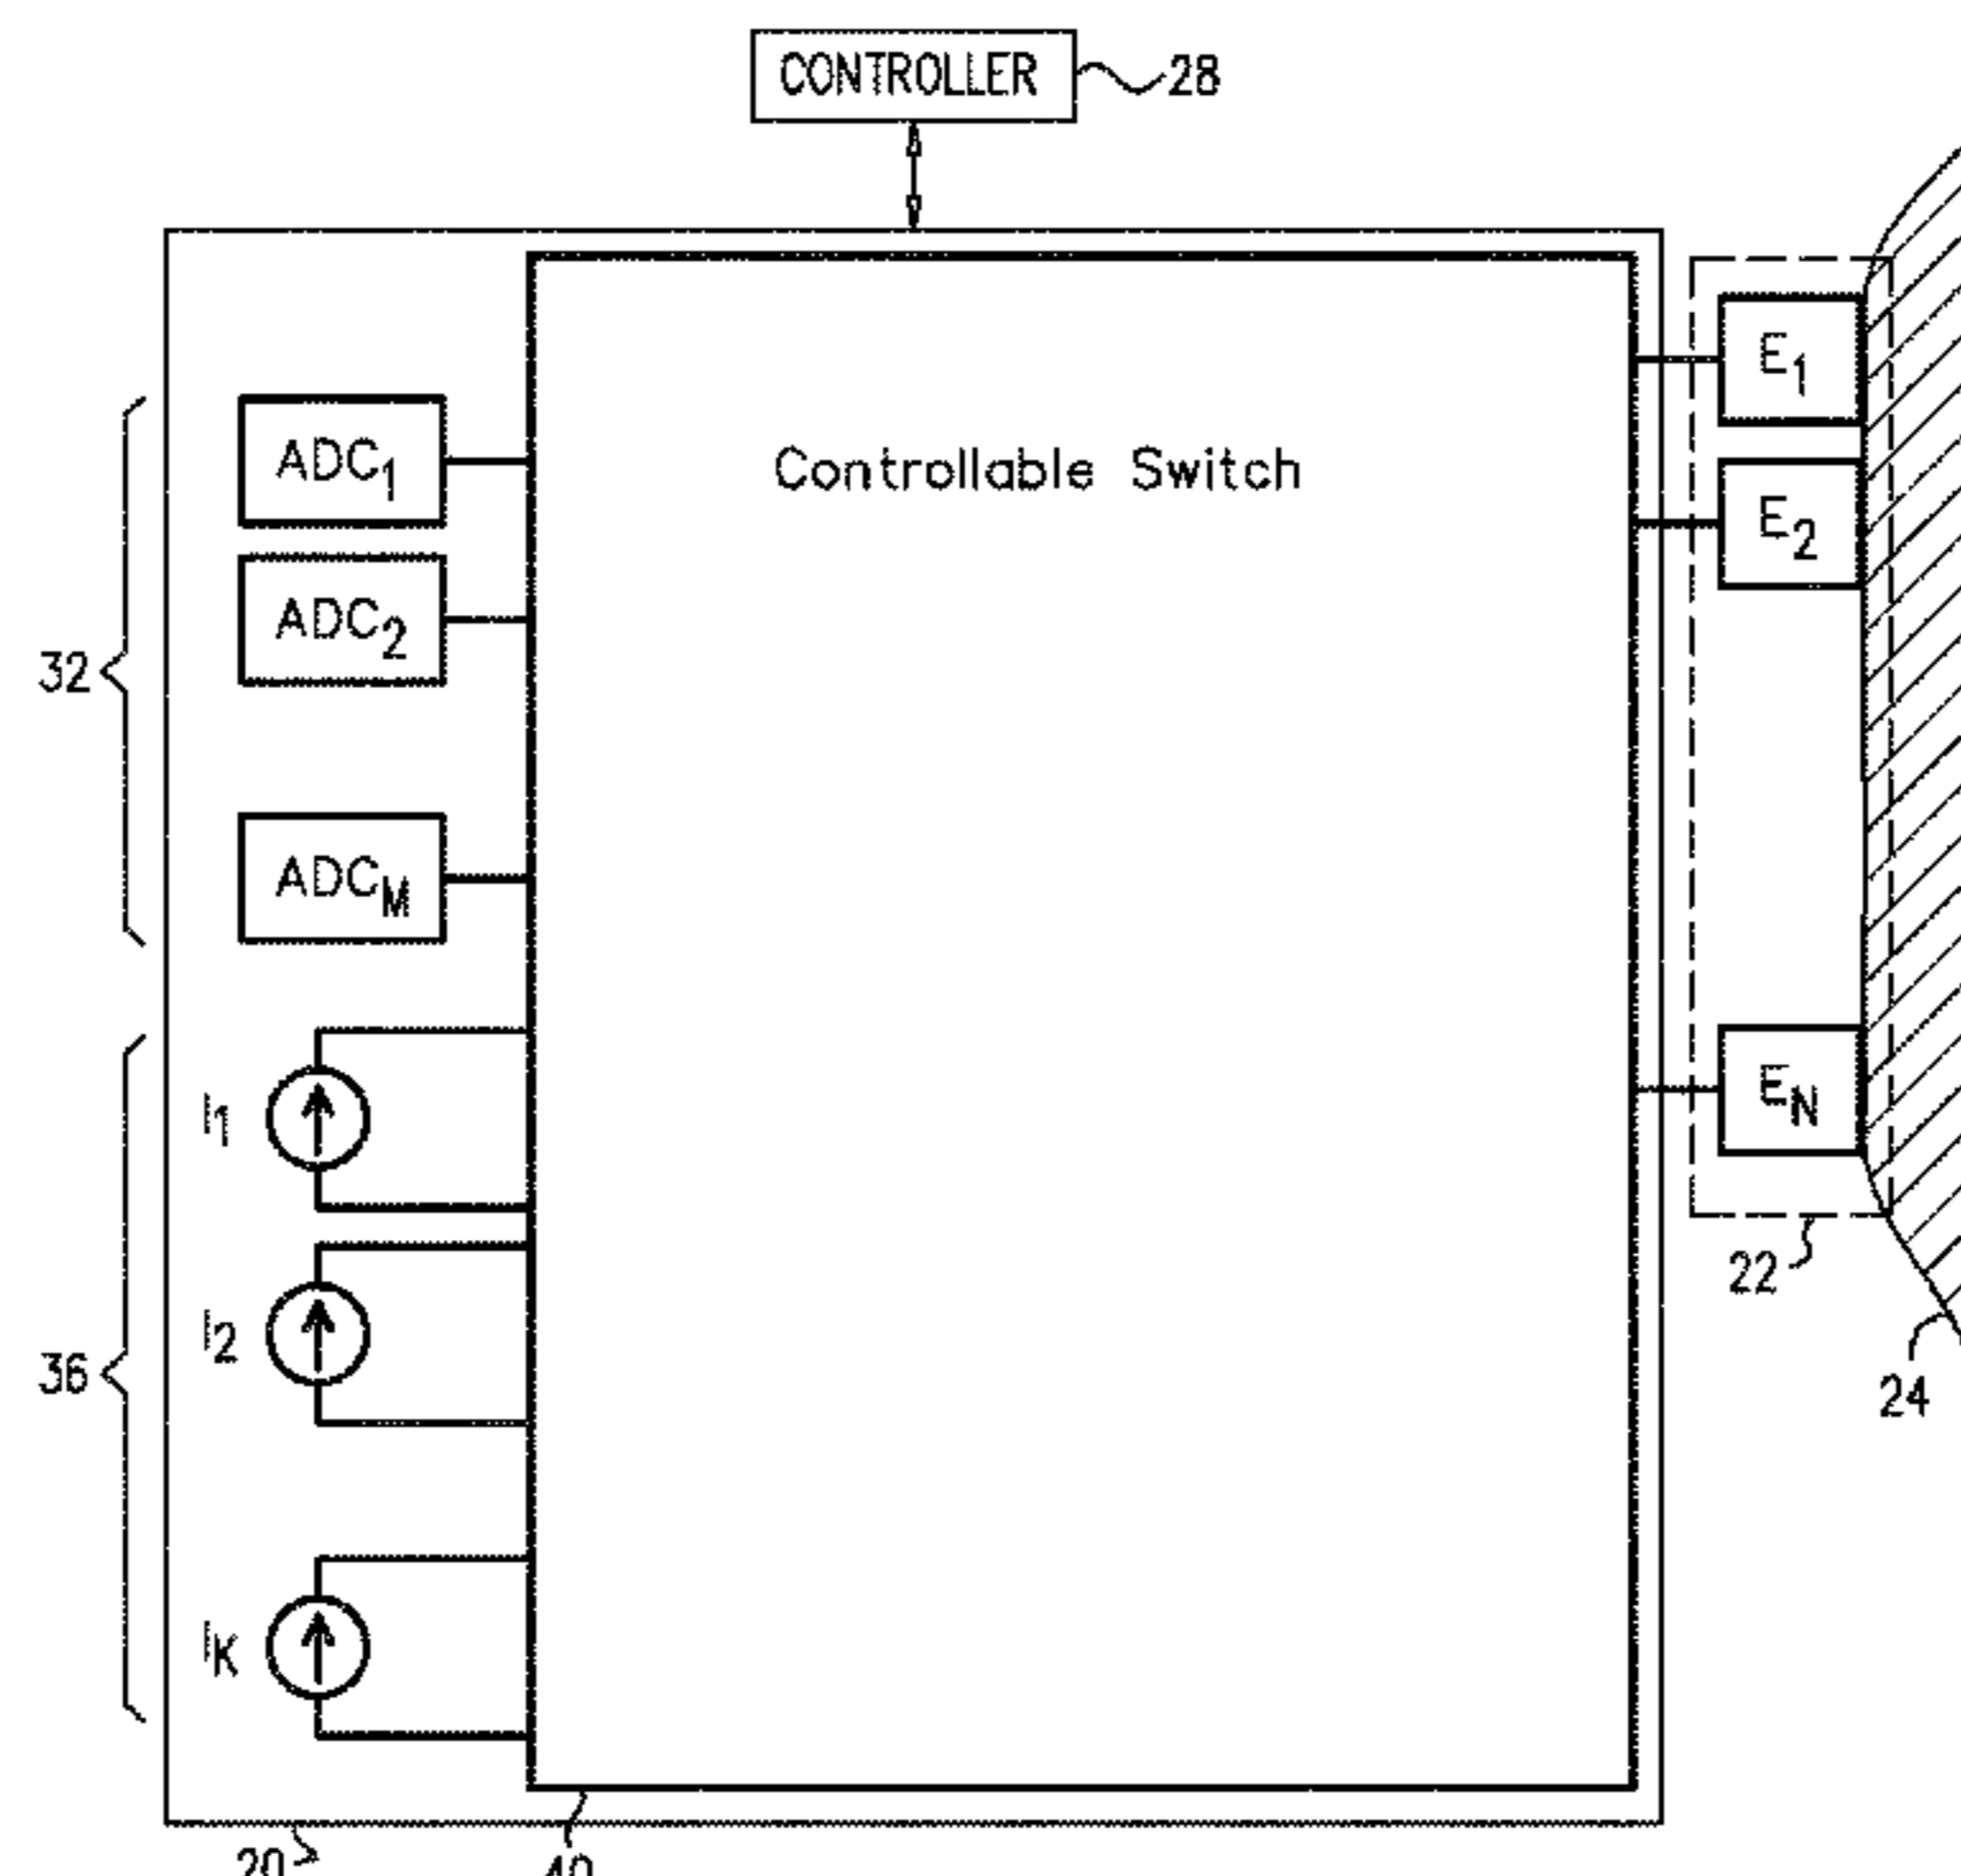 CONTROLLER 28
Controllable Switch
E1
E2
EN
ADC1
ADC2
ADCM
32
I1
I2
IK
36
22
24
20
40